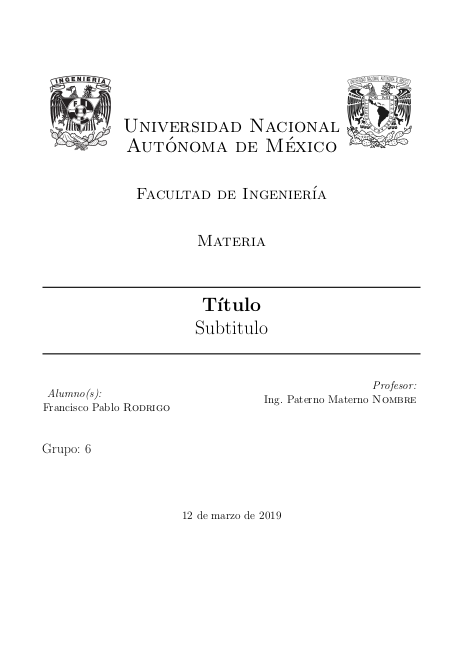 INGENIERIA
UNIVERSIDAD NACIONAL
AUTÓNOMA DE MÉXICO
FACULTAD DE INGENIERÍA
MATERIA
Título
Subtitulo
Alumno(s):
Francisco Pablo RODRIGO
Profesor:
Ing. Paterno Materno NOMBRE
Grupo: 6
12 de marzo de 2019